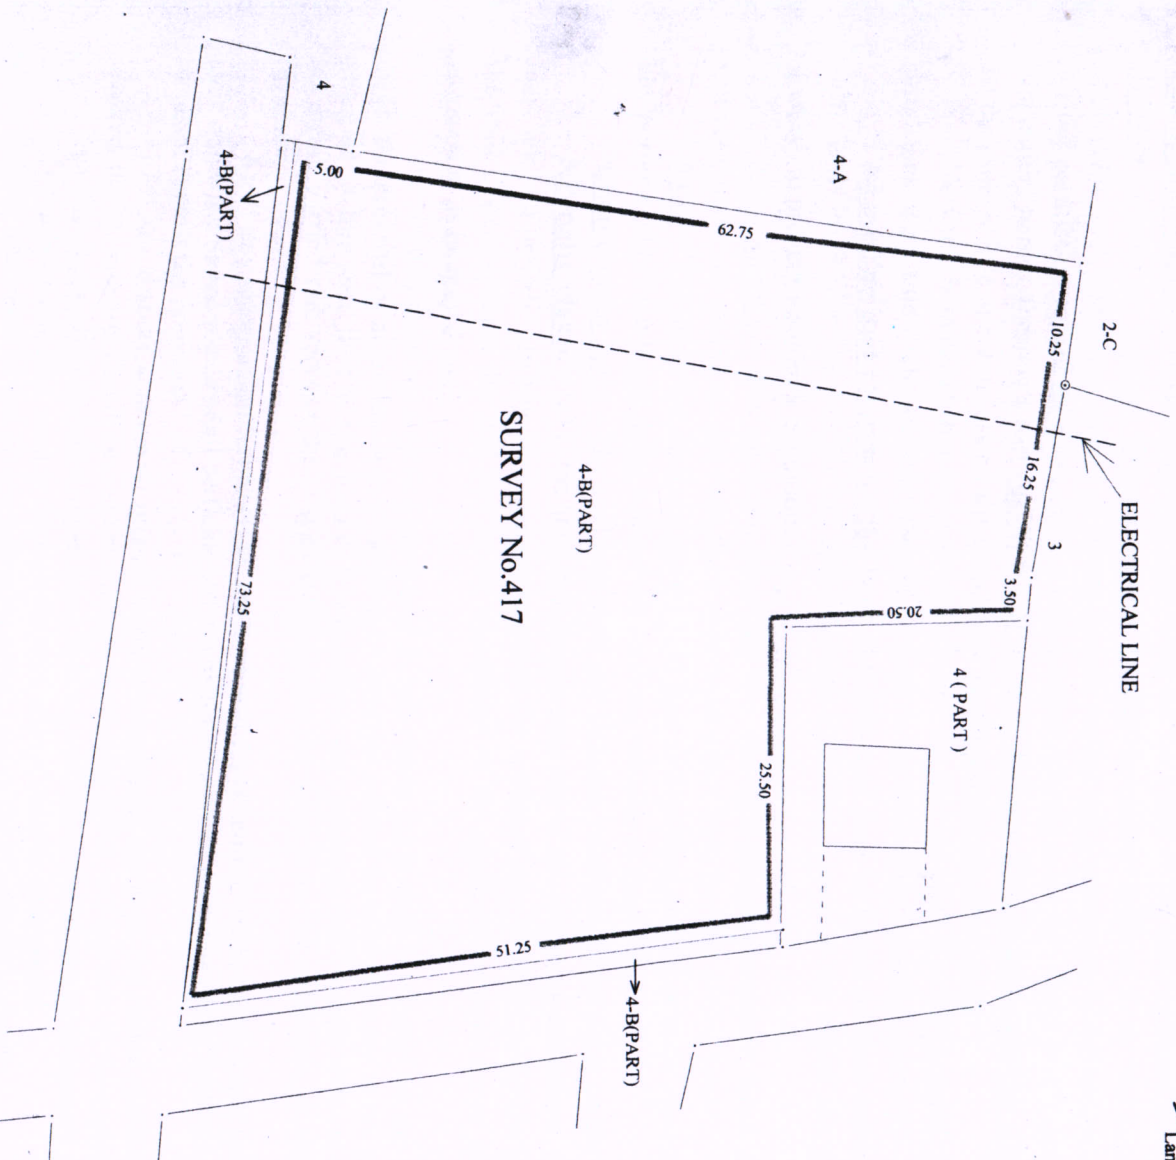 4
4-B(PART)
5.00
62.75
4-A
10.25
2-C
16.25
3
3.50
ELECTRICAL LINE
4-B(PART)
SURVEY No.417
73.25
20.50
4 ( PART )
25.50
51.25
4-B(PART)